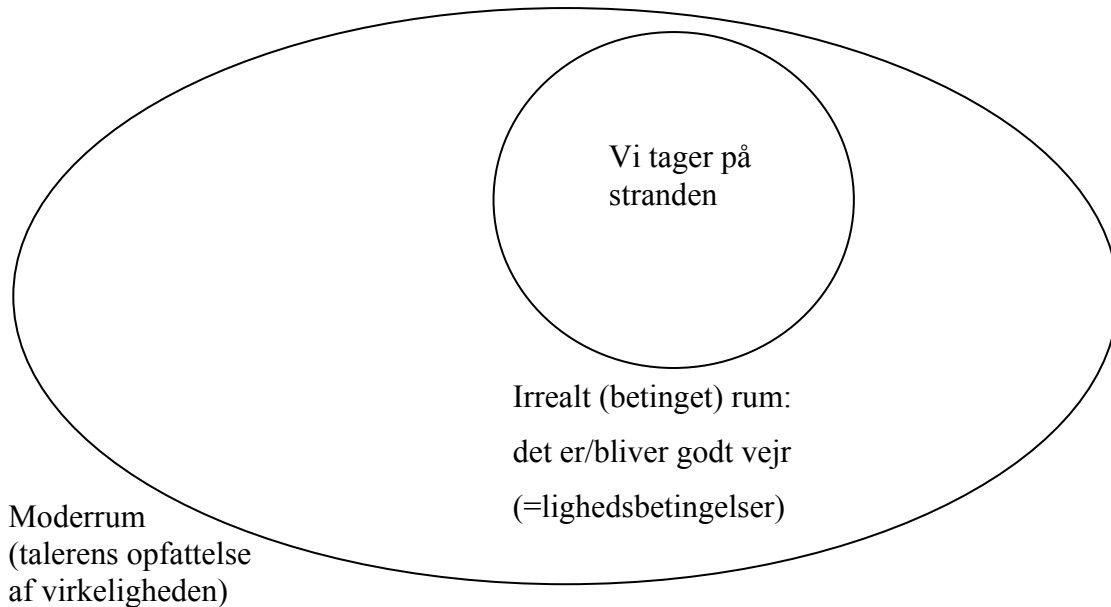 Vi tager på
stranden
Irrealt (betinget) rum:
det er/bliver godt vejr
(=lighedsbetingelser)
Moderrum
(talerens opfattelse
af virkeligheden)